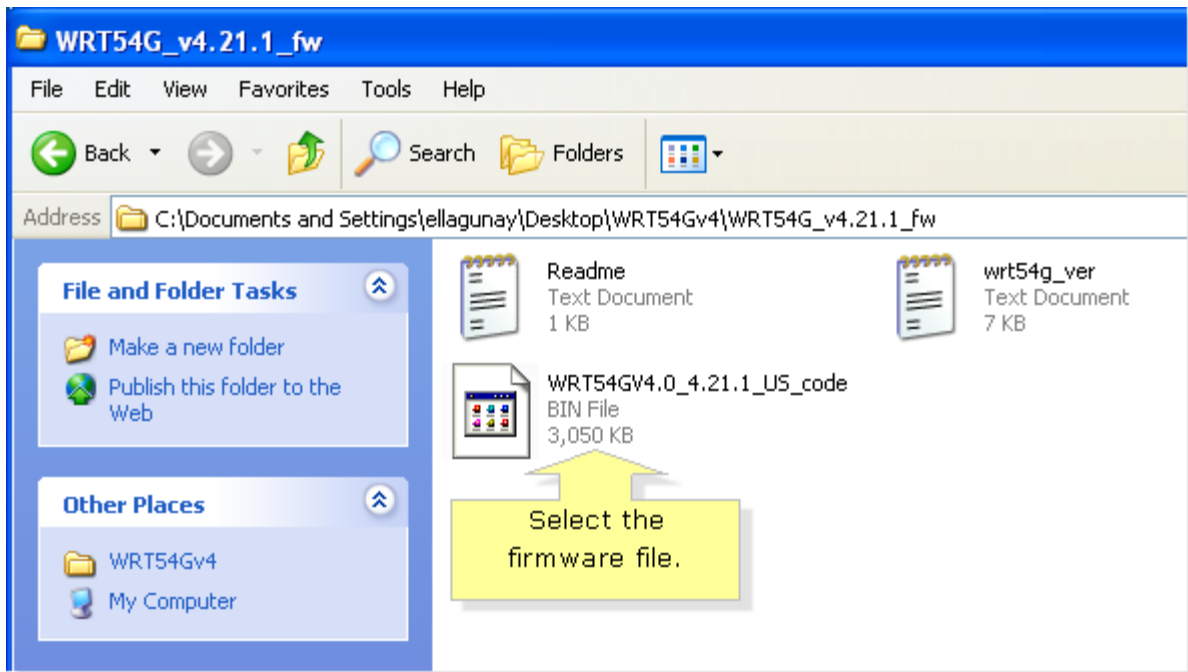 WRT54G_v4.21.1_fw
File Edit View Favorites Tools Help
Back Search Folders
Address C:\Documents and Settings\ellagunay\Desktop\WRT54Gv4\WRT54G_v4.21.1_fw
File and Folder Tasks
Make a new folder
Publish this folder to the
Web
Other Places
WRT54Gv4
My Computer
Readme
Text Document
1 KB
wrt54g_ver
Text Document
7 KB
WRT54GV4.0_4.21.1_US_code
BIN File
3,050 KB
Select the
firmware file.